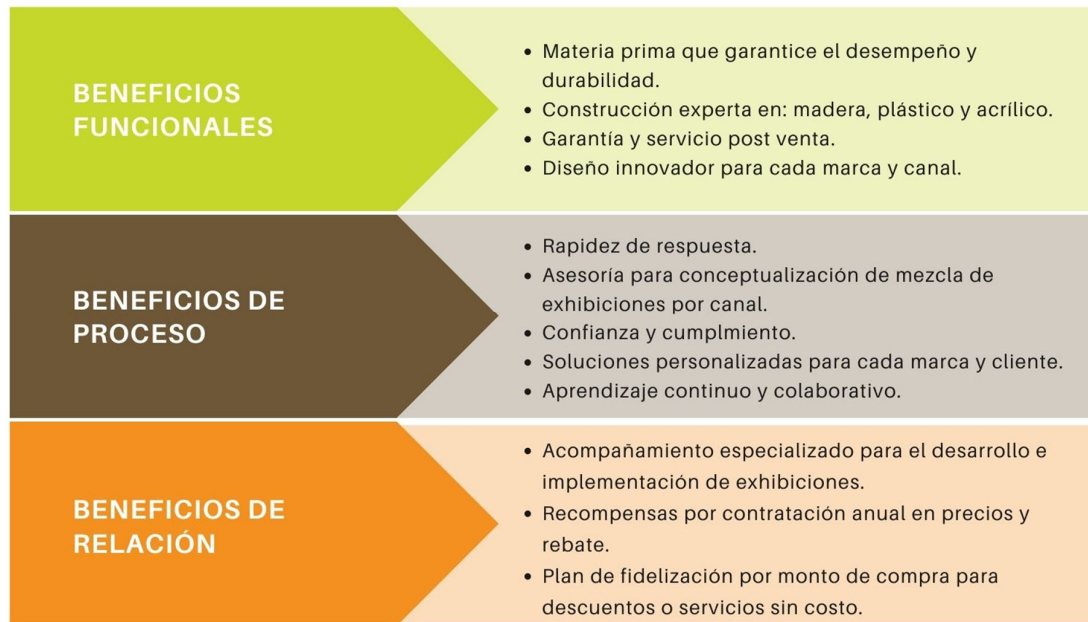 BENEFICIOS
FUNCIONALES
• Materia prima que garantice el desempeño y
durabilidad.
• Construcción experta en: madera, plástico y acrílico.
• Garantía y servicio post venta.
• Diseño innovador para cada marca y canal.
BENEFICIOS DE
PROCESO
• Rapidez de respuesta.
• Asesoría para conceptualización de mezcla de
exhibiciones por canal.
• Confianza y cumplmiento.
• Soluciones personalizadas para cada marca y cliente.
• Aprendizaje continuo y colaborativo.
BENEFICIOS DE
RELACIÓN
• Acompañamiento especializado para el desarrollo e
implementación de exhibiciones.
• Recompensas por contratación anual en precios y
rebate.
• Plan de fidelización por monto de compra para
descuentos o servicios sin costo.